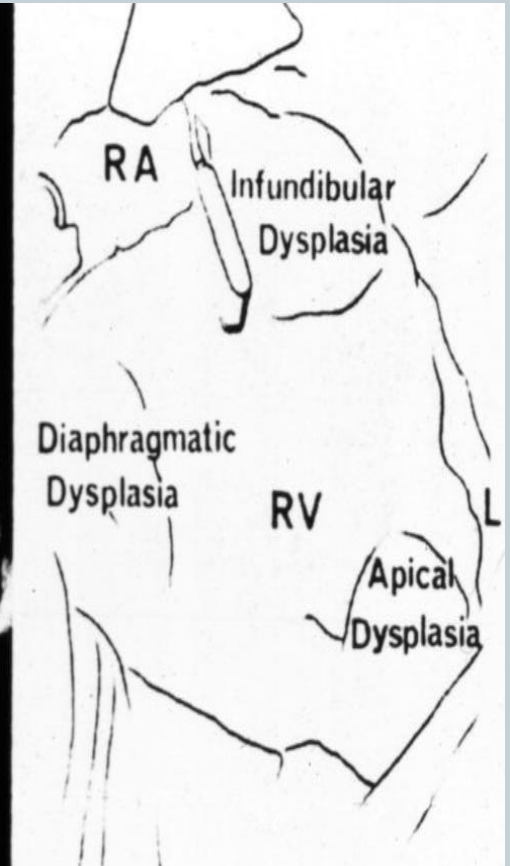 RA
Infundibular
Dysplasia
Diaphragmatic
Dysplasia
RV
L
Apical
Dysplasia